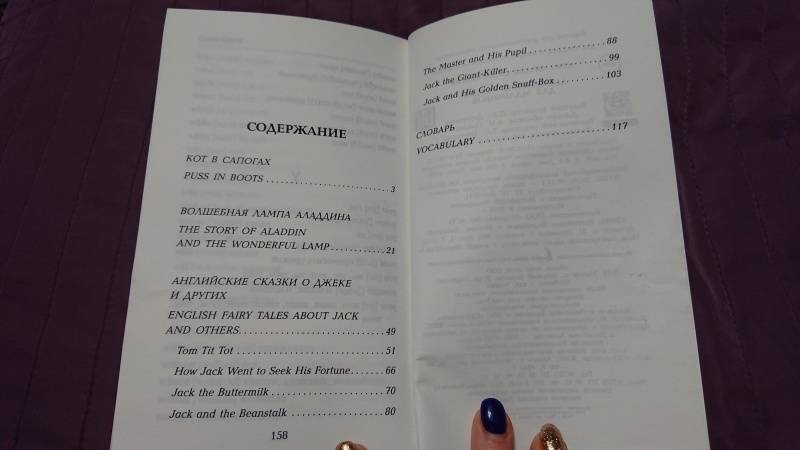 СОДЕРЖАНИЕ
КОТ В САПОГАХ
PUSS IN BOOTS ........................... 3
ВОЛШЕБНАЯ ЛАМПА АЛАДДИНА
THE STORY OF ALADDIN
AND THE WONDERFUL LAMP ............ 21
АНГЛИЙСКИЕ СКАЗКИ О ДЖЕКЕ
И ДРУГИХ
ENGLISH FAIRY TALES ABOUT JACK
AND OTHERS ............................. 49
Tom Tit Tot ............................. 51
How Jack Went to Seek His Fortune ....... 66
Jack the Buttermilk ..................... 70
Jack and the Beanstalk .................. 80
158
The Master and His Pupil ................ 88
Jack the Giant-Killer ................... 99
Jack and His Golden Snuff-Box .......... 103
СЛОВАРЬ
VOCABULARY ............................. 117